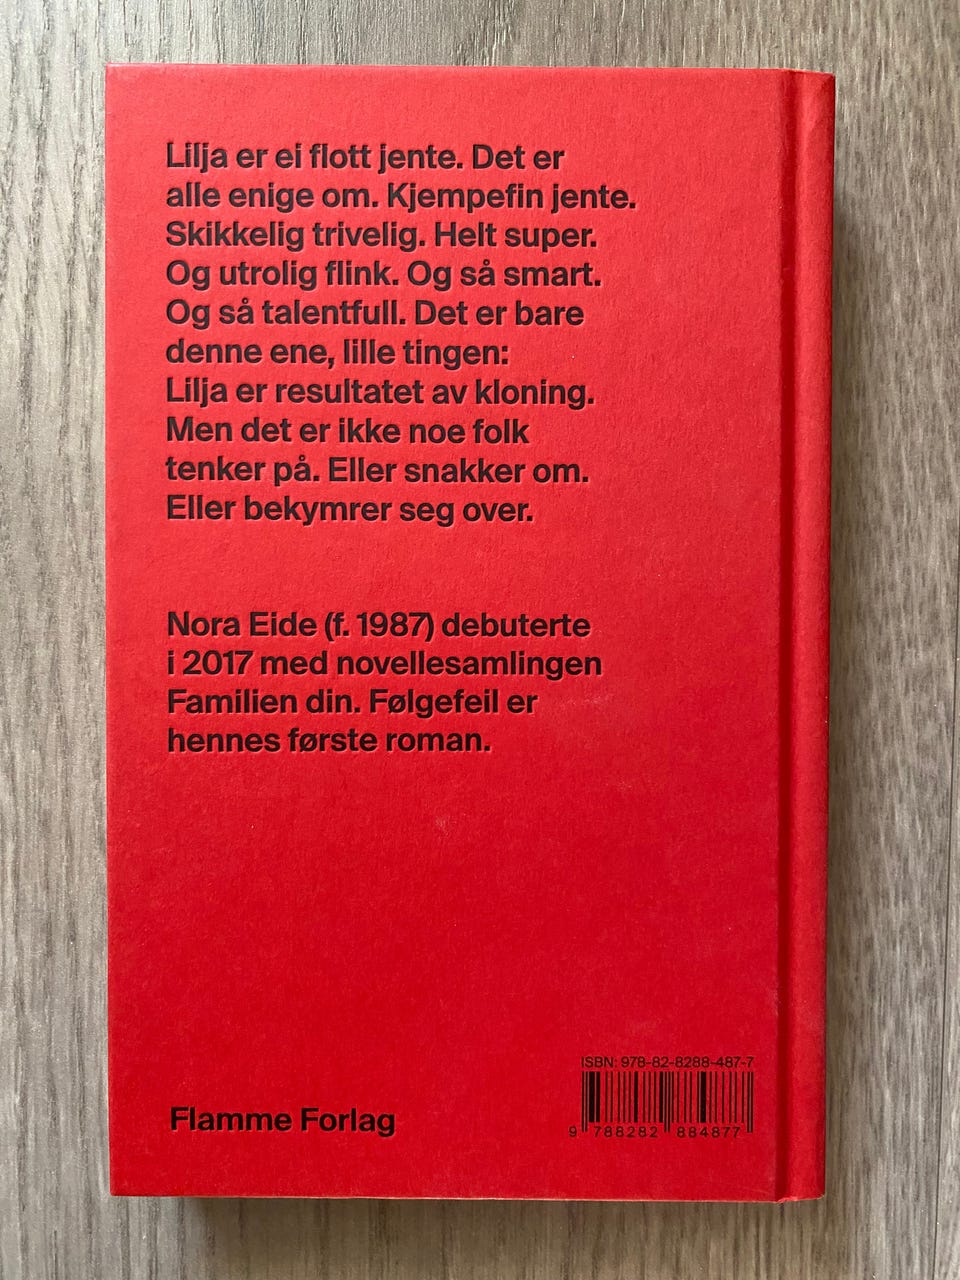 Lilja er ei flott jente. Det er
alle enige om. Kjempefin jente.
Skikkelig trivelig. Helt super.
Og utrolig flink. Og så smart.
Og så talentfull. Det er bare
denne ene, lille tingen:
Lilja er resultatet av kloning.
Men det er ikke noe folk
tenker på. Eller snakker om.
Eller bekymrer seg over.
Nora Eide (f. 1987) debuterte
i 2017 med novellesamlingen
Familien din. Følgefeil er
hennes første roman.
ISBN: 978-82-8288-487-7
Flamme Forlag
9 788282 884877